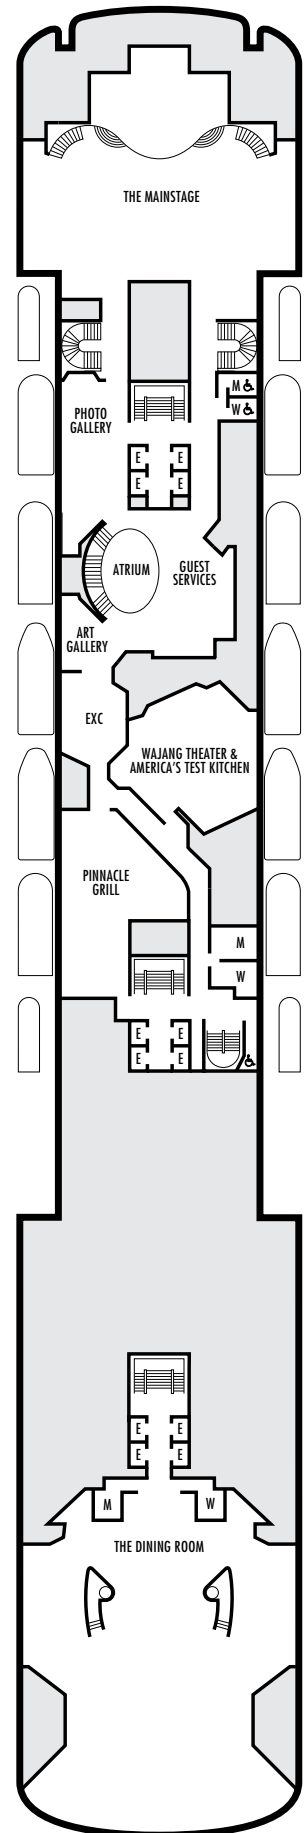 THE MAINSTAGE
M
W
PHOTO
GALLERY
E E
E E
ATRIUM
GUEST
SERVICES
ART
GALLERY
EXC
WAJANG THEATER &
AMERICA'S TEST KITCHEN
PINNACLE
GRILL
M
W
E E
E E
E E
E E
M W
THE DINING ROOM